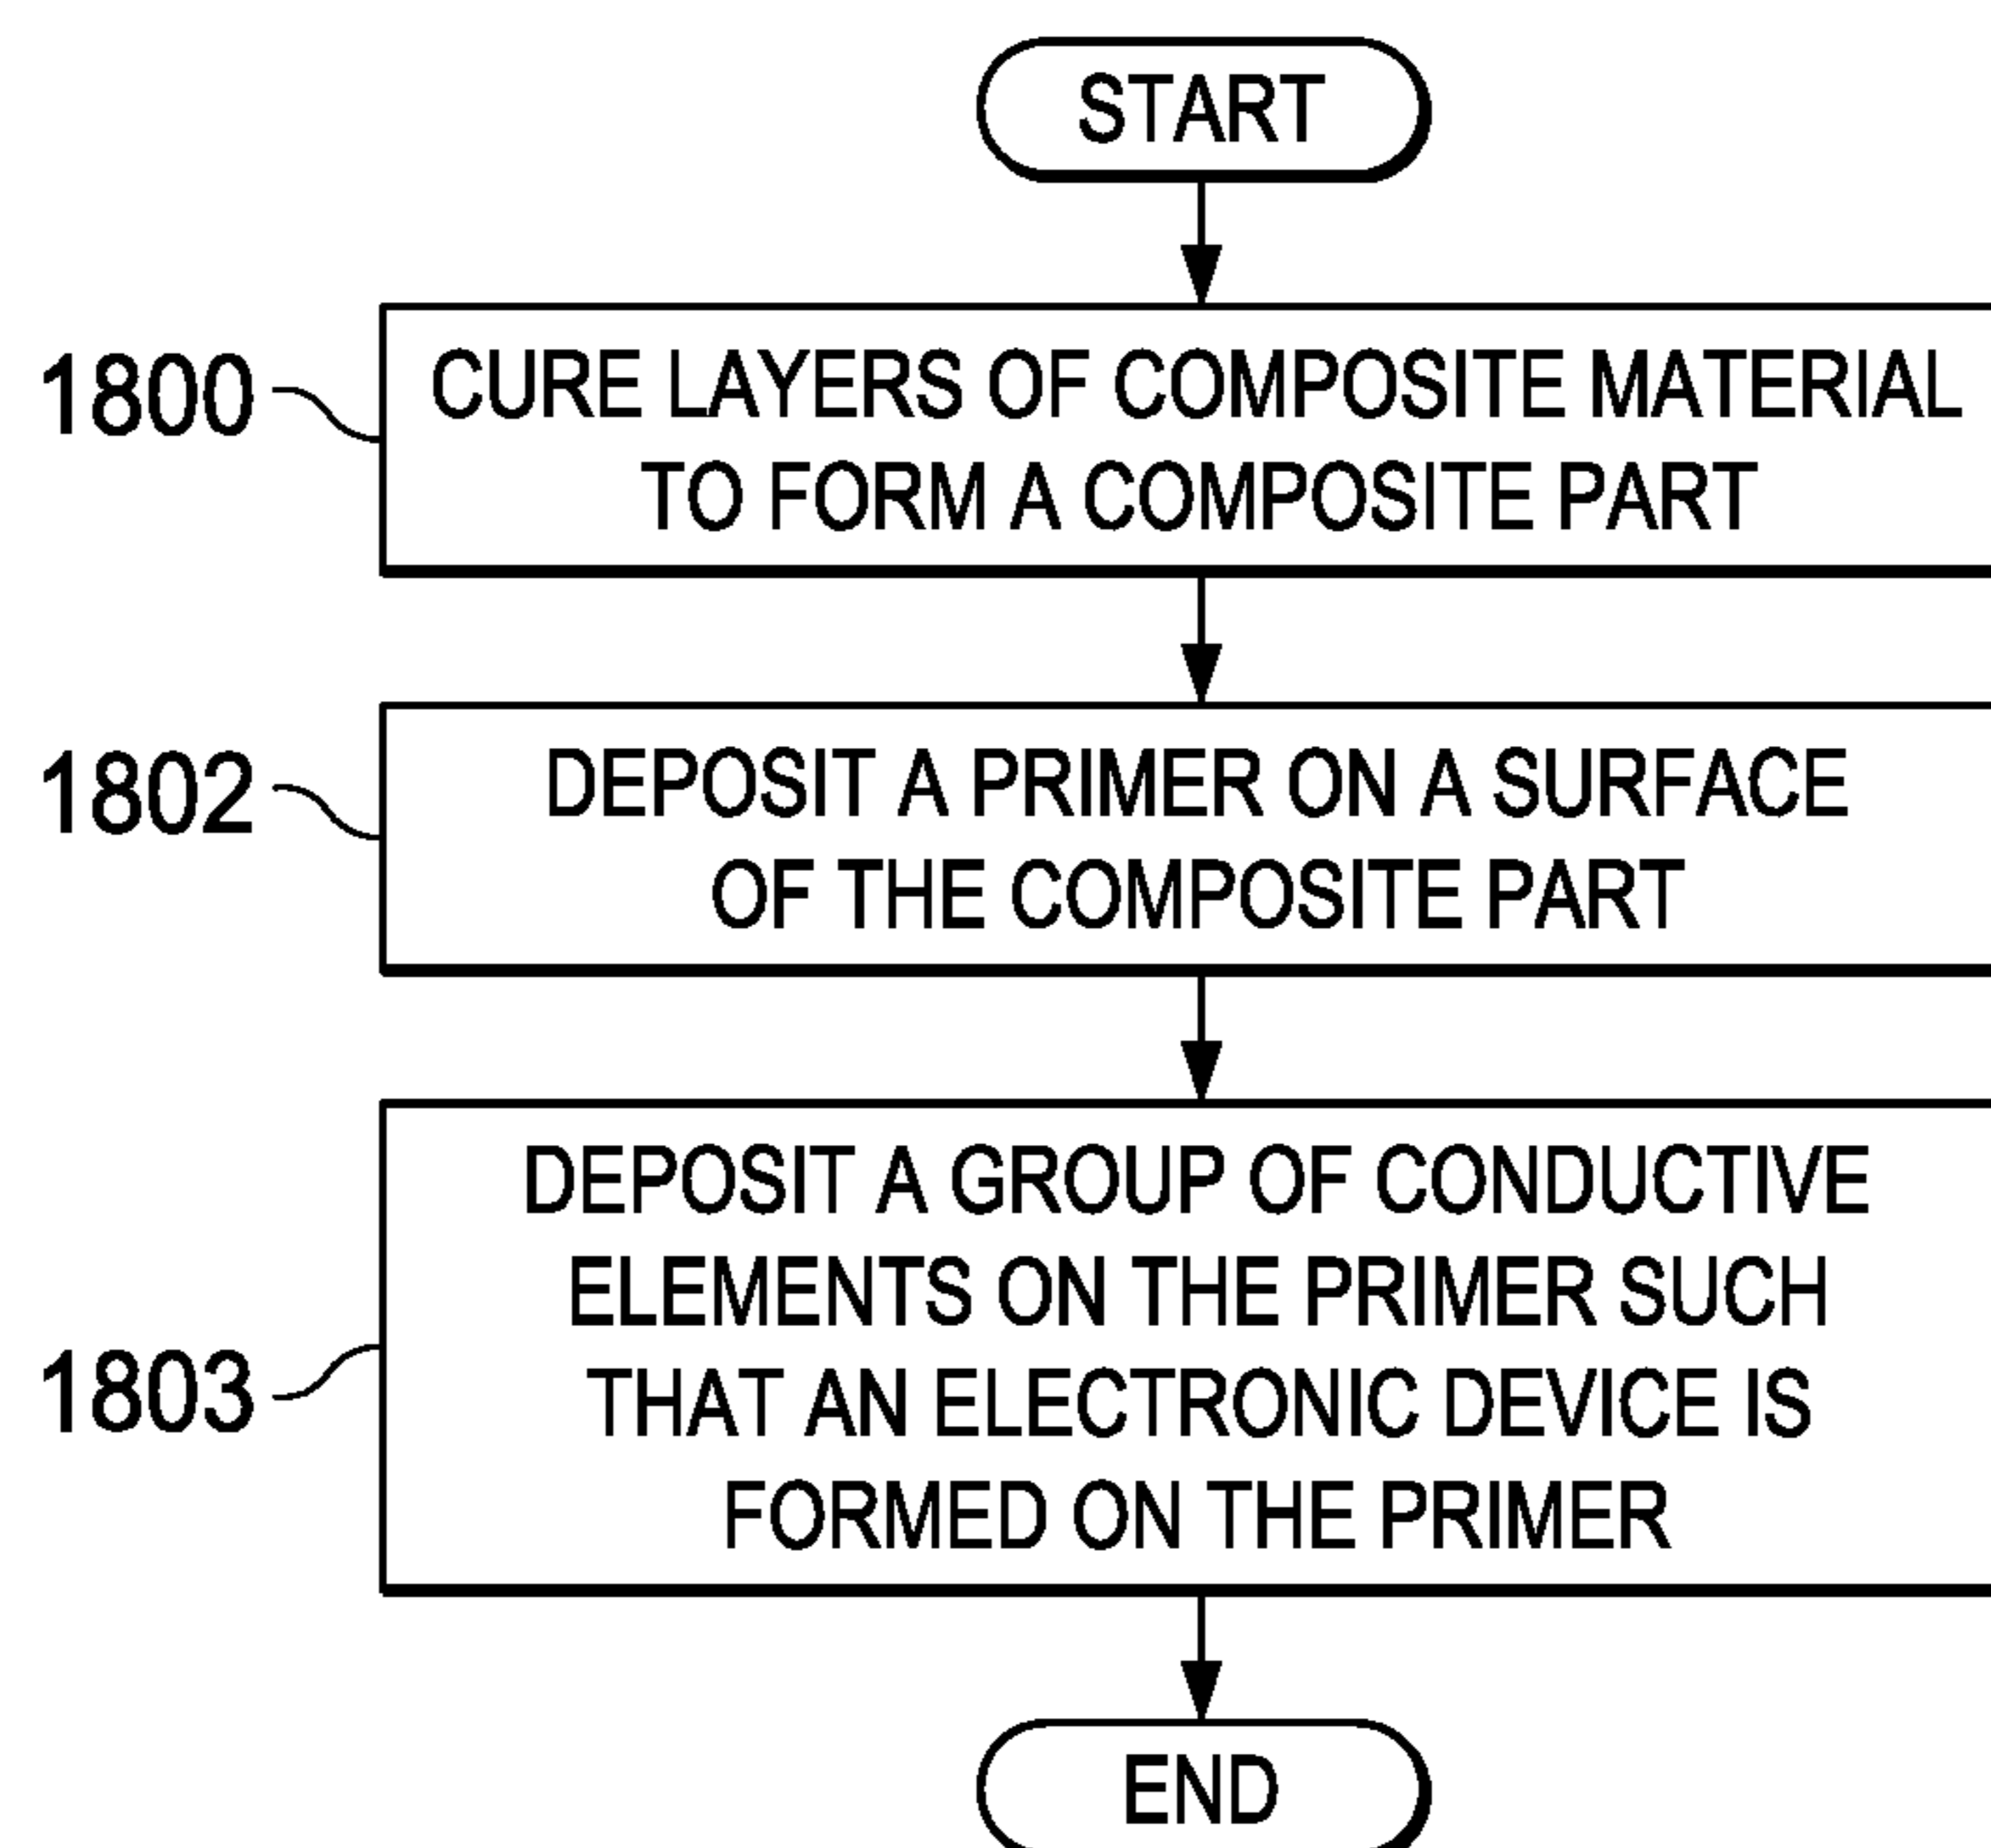 START
1800
CURE LAYERS OF COMPOSITE MATERIAL
TO FORM A COMPOSITE PART
1802
DEPOSIT A PRIMER ON A SURFACE
OF THE COMPOSITE PART
1803
DEPOSIT A GROUP OF CONDUCTIVE
ELEMENTS ON THE PRIMER SUCH
THAT AN ELECTRONIC DEVICE IS
FORMED ON THE PRIMER
END